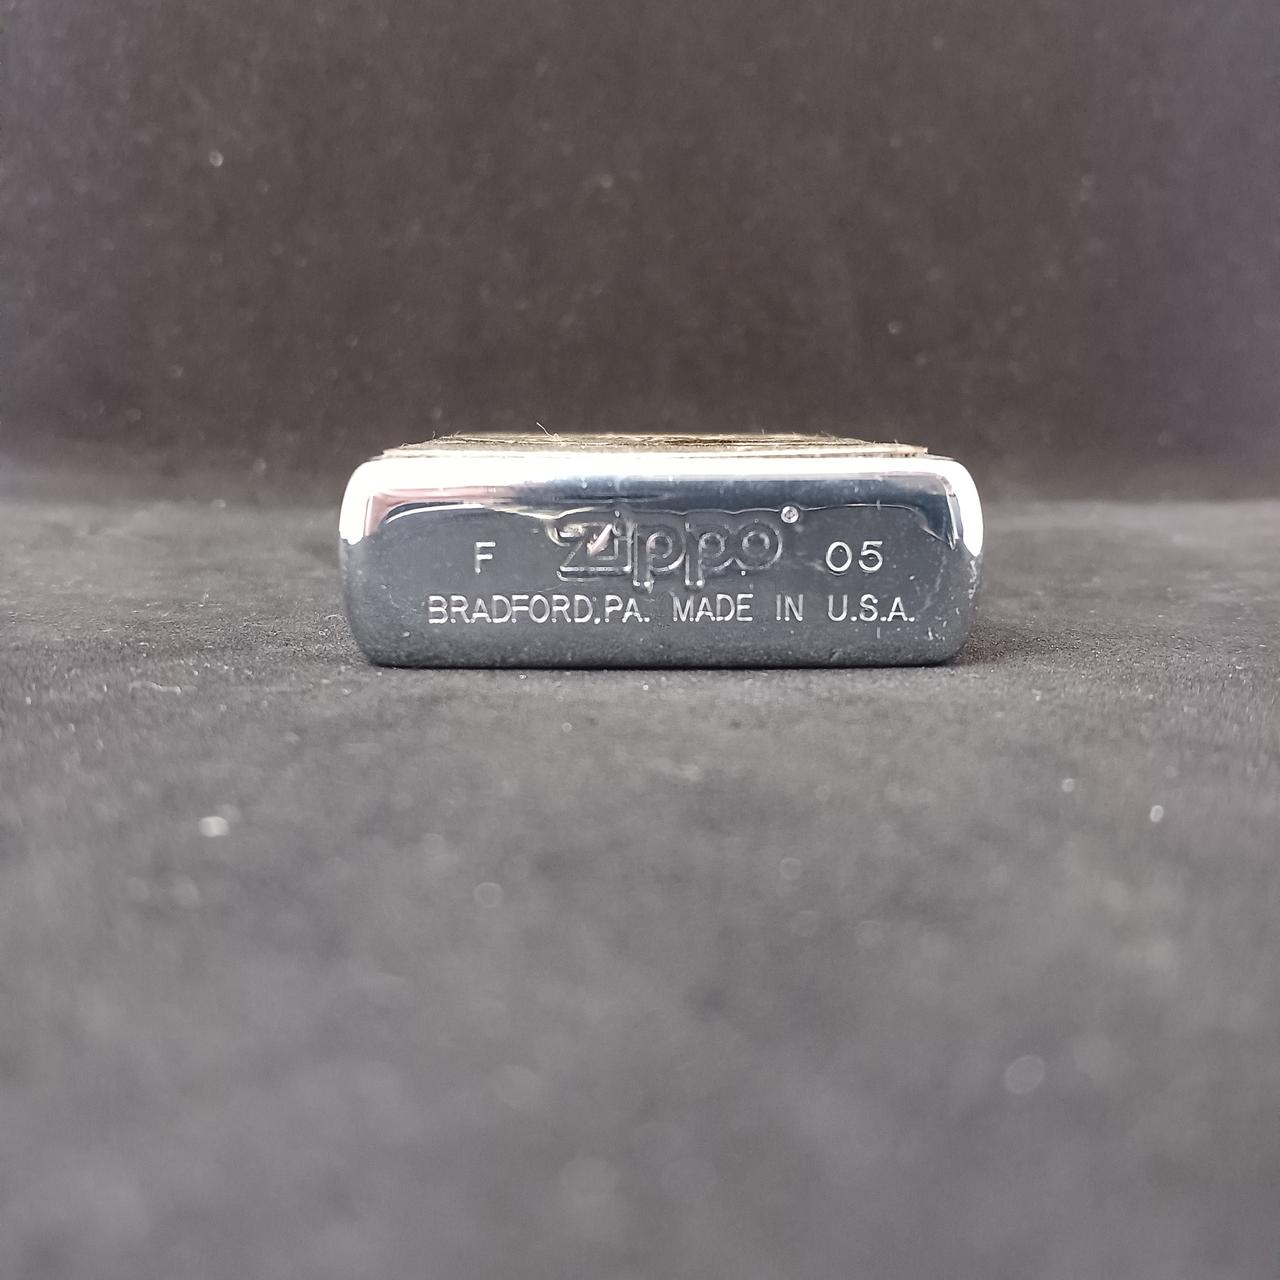 F Zippo® 05
BRADFORD,PA. MADE IN U.S.A.